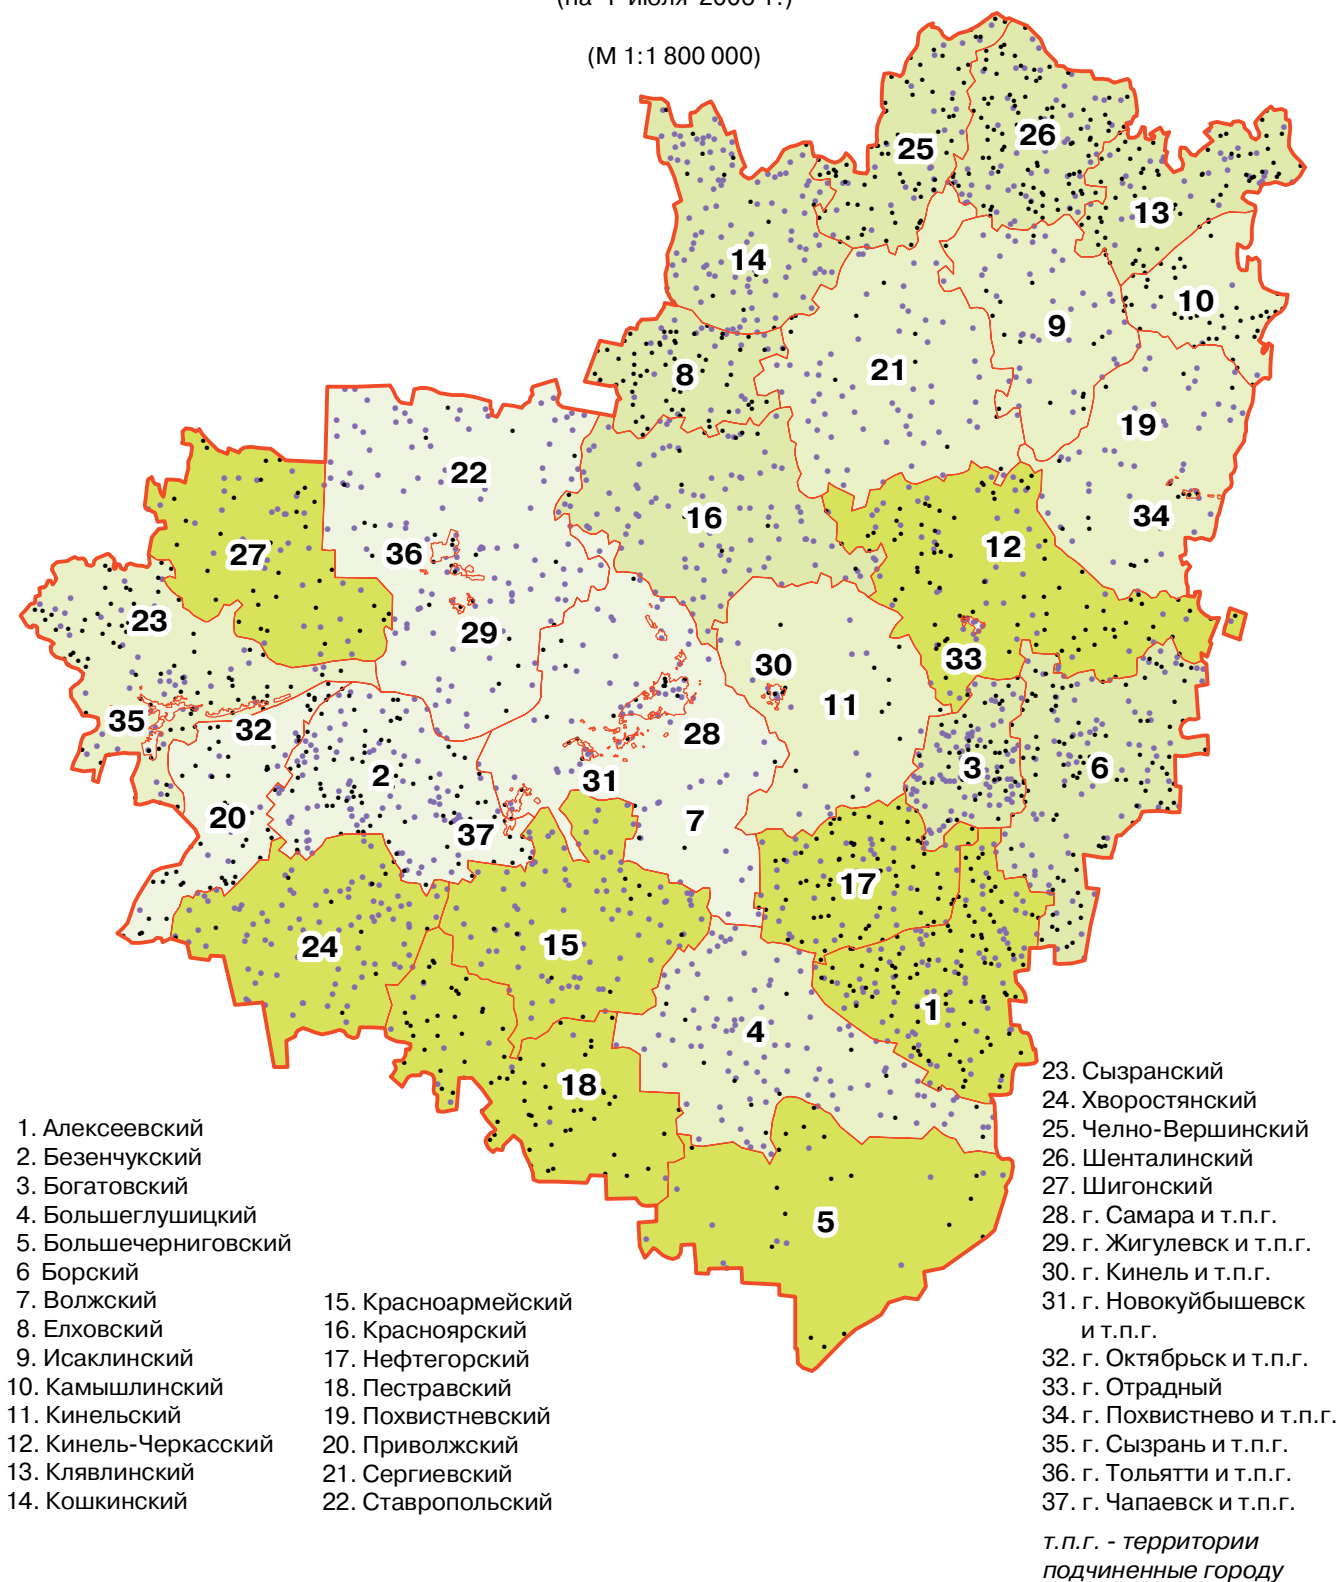 (М 1:1 800 000)
26
25
13
14
10
9
8
21
19
22
16
34
36
12
27
23
29
33
30
11
35
32
28
3
6
2
31
20
7
37
17
24
15
1
4
18
5
1. Алексеевский
2. Безенчукский
3. Богатовский
4. Большеглушицкий
5. Большечерниговский
6 Борский
7. Волжский
8. Елховский
9. Исаклинский
10. Камышлинский
11. Кинельский
12. Кинель-Черкасский
13. Клявлинский
14. Кошкинский
15. Красноармейский
16. Красноярский
17. Нефтегорский
18. Пестравский
19. Похвистневский
20. Приволжский
21. Сергиевский
22. Ставропольский
23. Сызранский
24. Хворостянский
25. Челно-Вершинский
26. Шенталинский
27. Шигонский
28. г. Самара и т.п.г.
29. г. Жигулевск и т.п.г.
30. г. Кинель и т.п.г.
31. г. Новокуйбышевск
и т.п.г.
32. г. Октябрьск и т.п.г.
33. г. Отрадный
34. г. Похвистнево и т.п.г.
35. г. Сызрань и т.п.г.
36. г. Тольятти и т.п.г.
37. г. Чапаевск и т.п.г.
т.п.г. - территории
подчиненные городу